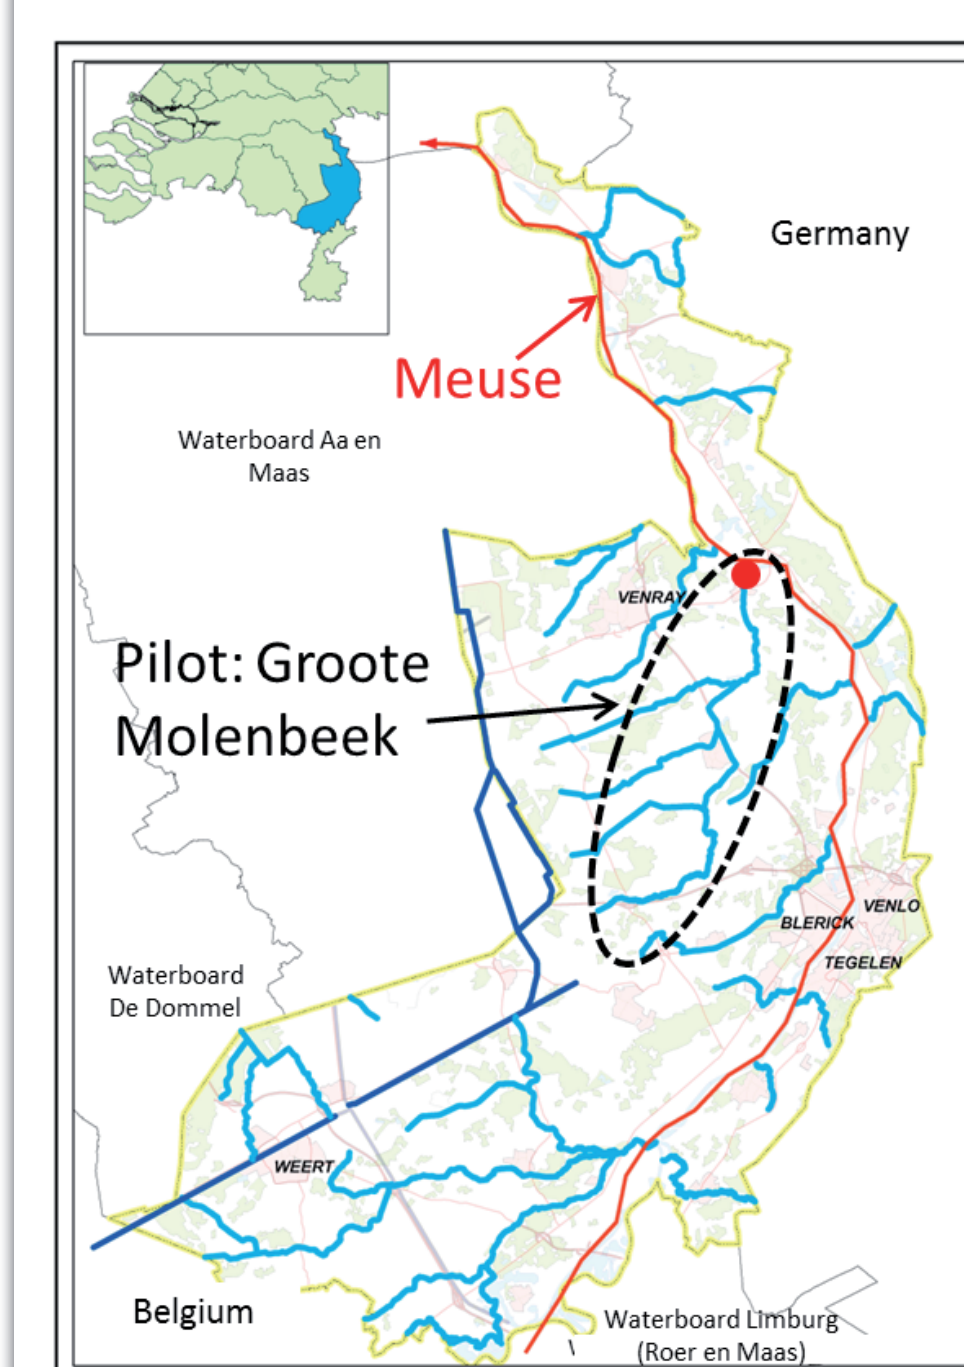 Germany
Meuse
Waterboard Aa en
Maas
VENRAY
Pilot: Groote
Molenbeek
VENLO
BLERICK
TEGELEN
Waterboard
De Dommel
WEERT
Belgium
Waterboard Limburg
(Roer en Maas)